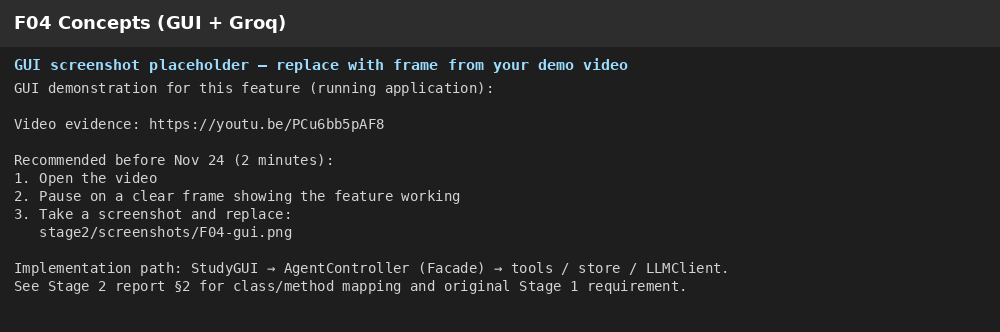 F04 Concepts (GUI + Groq)
GUI screenshot placeholder — replace with frame from your demo video
GUI demonstration for this feature (running application):
Video evidence: https://youtu.be/PCu6bb5pAF8
Recommended before Nov 24 (2 minutes):
1. Open the video
2. Pause on a clear frame showing the feature working
3. Take a screenshot and replace:
stage2/screenshots/F04-gui.png
Implementation path: StudyGUI → AgentController (Facade) → tools / store / LLMClient.
See Stage 2 report §2 for class/method mapping and original Stage 1 requirement.